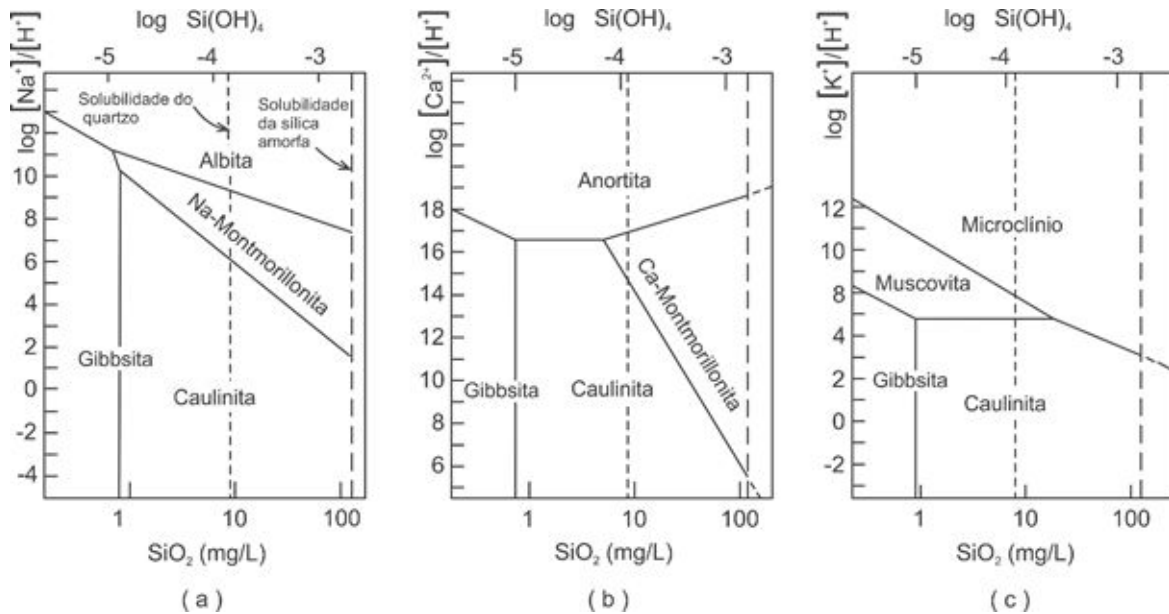 log Si(OH)₄
-5
-4
-3
log [Na⁺]/[H⁺]
10
8
6
4
2
0
-2
-4
Solubilidade do
quartzo
Solubilidade
da sílica
amorfa
Albita
Na-Montmorillonita
Gibbsita
Caulinita
1
10
100
SiO₂ (mg/L)
( a )
log Si(OH)₄
-5
-4
-3
log [Ca²⁺]/[H⁺]
18
16
14
12
10
8
6
Anortita
Ca-Montmorillonita
Gibbsita
Caulinita
1
10
100
SiO₂ (mg/L)
( b )
log Si(OH)₄
-5
-4
-3
log [K⁺]/[H⁺]
12
10
8
4
2
0
-2
Microclínio
Muscovita
Gibbsita
Caulinita
1
10
100
SiO₂ (mg/L)
( c )